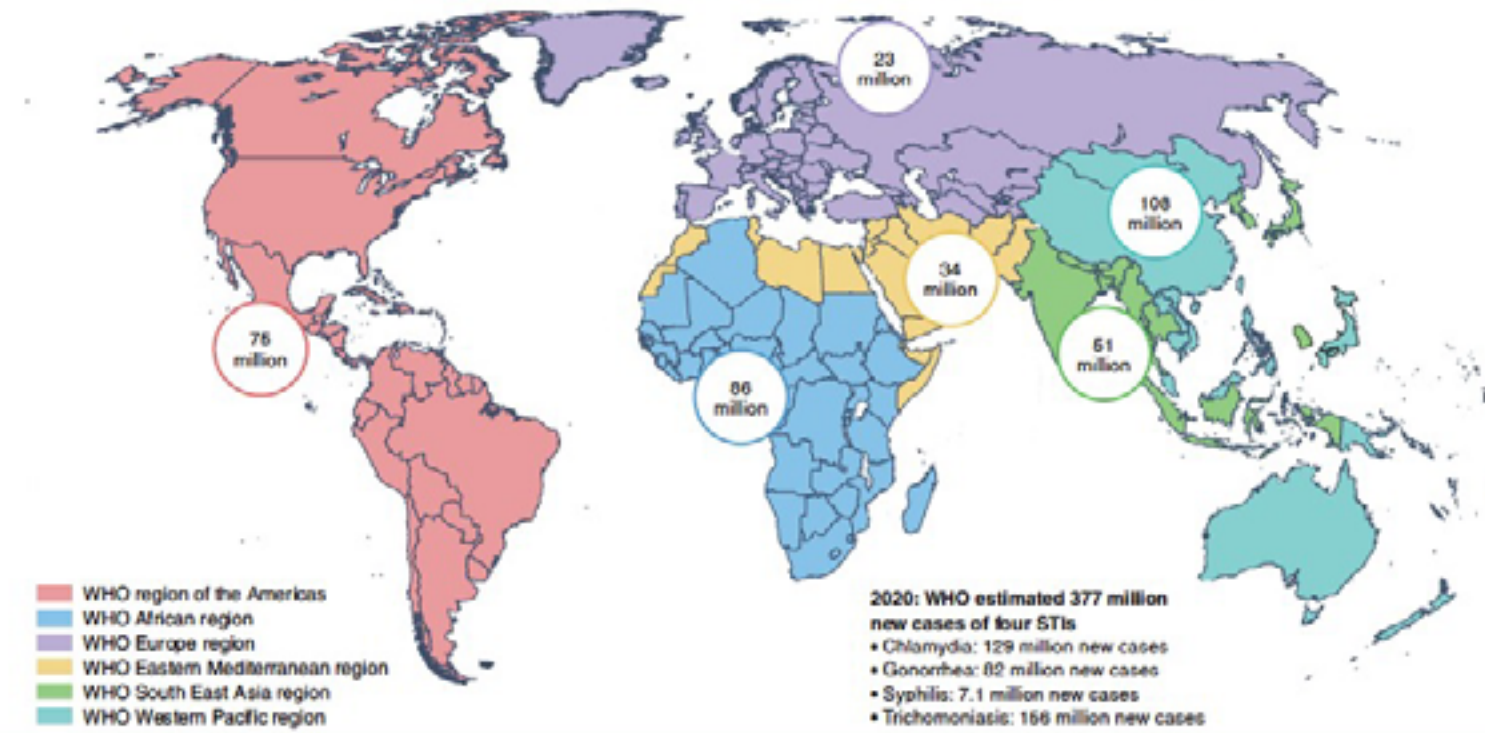 23
million
108
million
34
million
75
million
51
million
86
million
WHO region of the Americas
WHO African region
WHO Europe region
WHO Eastern Mediterranean region
WHO South East Asia region
WHO Western Pacific region
2020: WHO estimated 377 million
new cases of four STIs
• Chlamydia: 129 million new cases
• Gonorrhea: 82 million new cases
• Syphilis: 7.1 million new cases
• Trichomoniasis: 156 million new cases